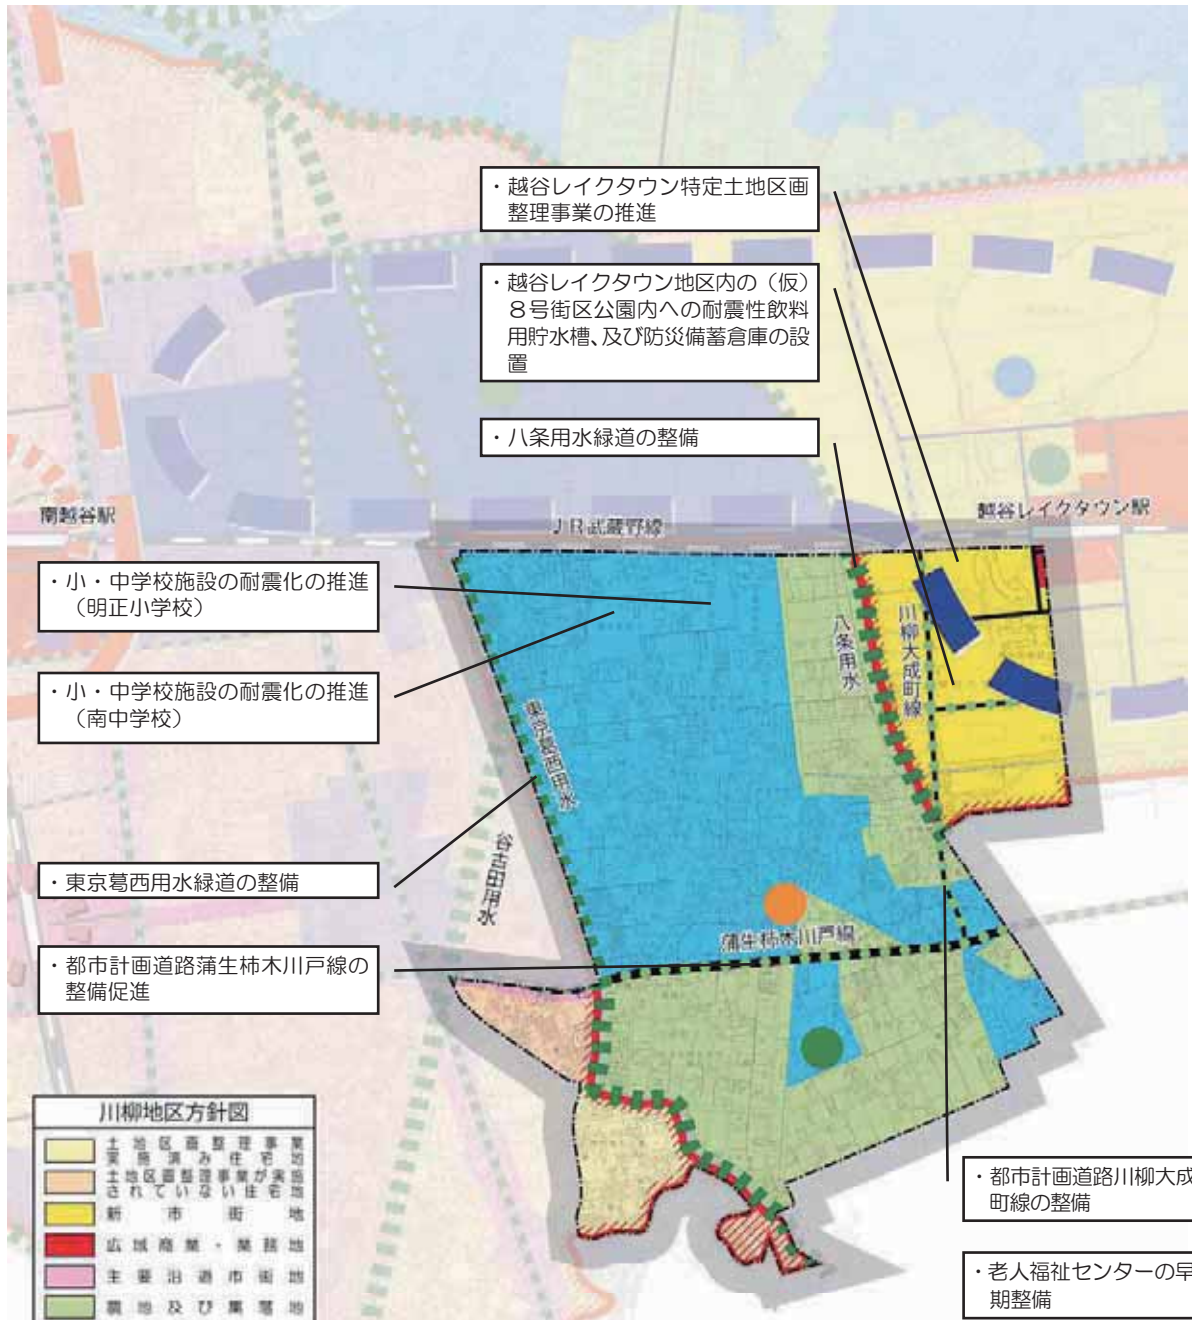 ・越谷レイクタウン特定土地区画
整理事業の推進
・越谷レイクタウン地区内の（仮）
８号街区公園内への耐震性飲料
用貯水槽、及び防災備蓄倉庫の設
置
・八条用水緑道の整備
南越谷駅
ＪＲ武蔵野線
越谷レイクタウン駅
・小・中学校施設の耐震化の推進
（明正小学校）
・小・中学校施設の耐震化の推進
（南中学校）
八条用水
川柳大成町線
東京葛西用水
谷古田用水
・東京葛西用水緑道の整備
蒲生柿木川戸線
・都市計画道路蒲生柿木川戸線の
整備促進
川柳地区方針図
土地区画整理事業
実施済み住宅地
土地区画整理事業が実施
されていない住宅地
新市街地
広域商業・業務地
主要沿道市街地
農地及び集落地
・都市計画道路川柳大成
町線の整備
・老人福祉センターの早
期整備